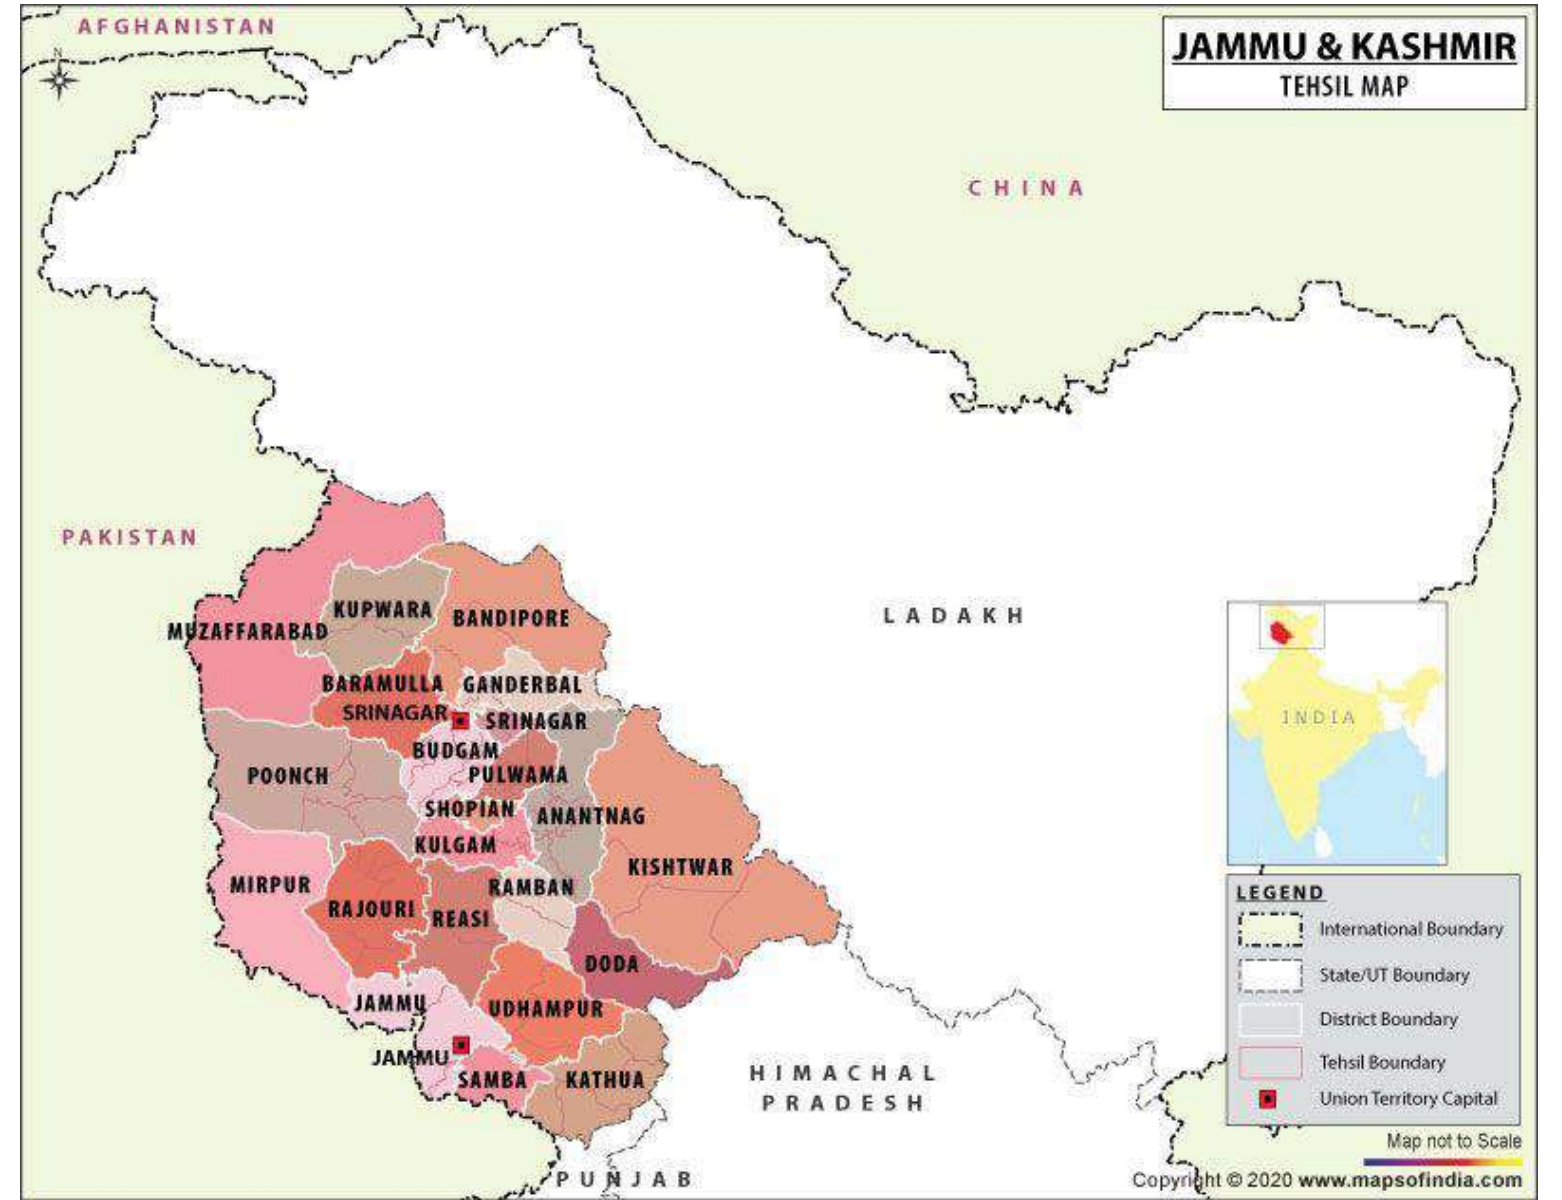 AFGHANISTAN
N
JAMMU & KASHMIR
TEHSIL MAP
CHINA
PAKISTAN
KUPWARA
BANDIPORE
MUZAFFARABAD
LADAKH
BARAMULLA
GANDERBAL
SRINAGAR
SRINAGAR
BUDGAM
INDIA
POONCH
PULWAMA
SHOPIAN
ANANTNAG
KULGAM
KISHTWAR
MIRPUR
RAMBAN
LEGEND
RAJOURI
REASI
International Boundary
DODA
State/UT Boundary
JAMMU
UDHAMPUR
District Boundary
JAMMU
Tehsil Boundary
SAMBA
KATHUA
HIMACHAL
PRADESH
Union Territory Capital
Map not to Scale
PUNJAB
Copyright © 2020 www.mapsofindia.com